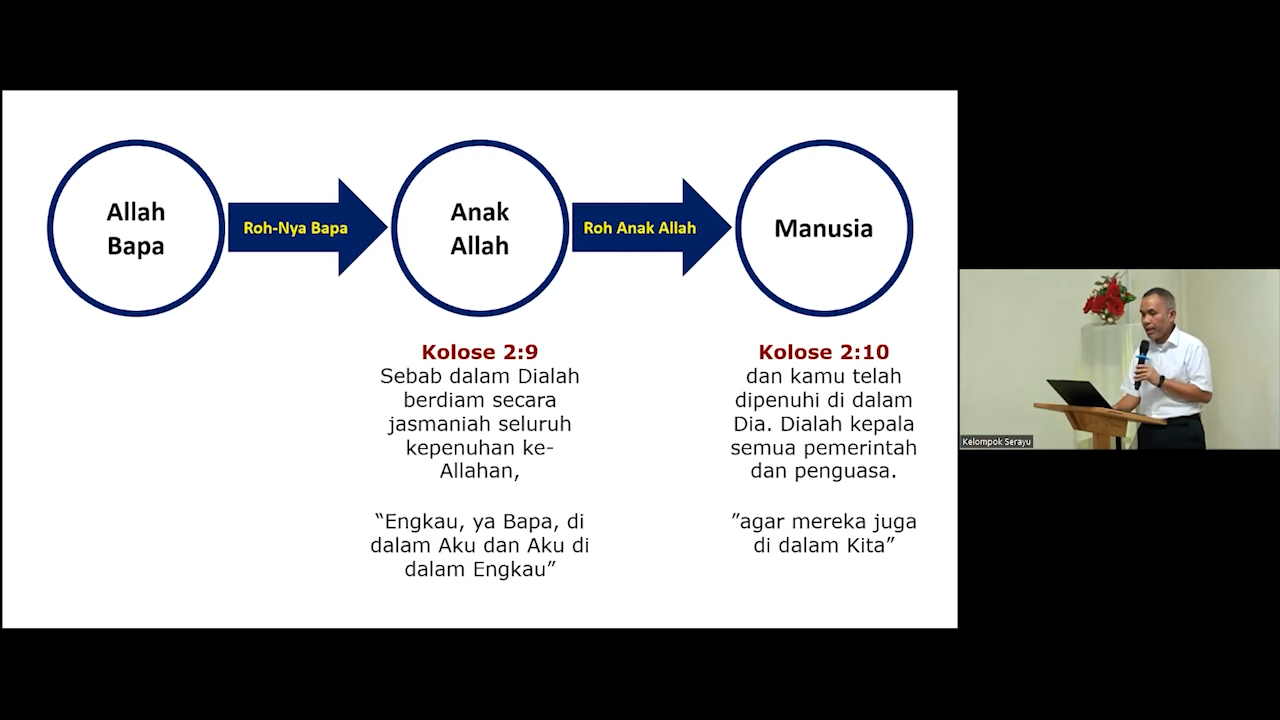 Allah
Bapa
Roh-Nya Bapa
Anak
Allah
Roh Anak Allah
Manusia
Kolose 2:9
Sebab dalam Dialah
berdiam secara
jasmaniah seluruh
kepenuhan ke-
Allahan,
“Engkau, ya Bapa, di
dalam Aku dan Aku di
dalam Engkau”
Kolose 2:10
dan kamu telah
dipenuhi di dalam
Dia. Dialah kepala
semua pemerintah
dan penguasa.
”agar mereka juga
di dalam Kita”
Kelompok Serayu